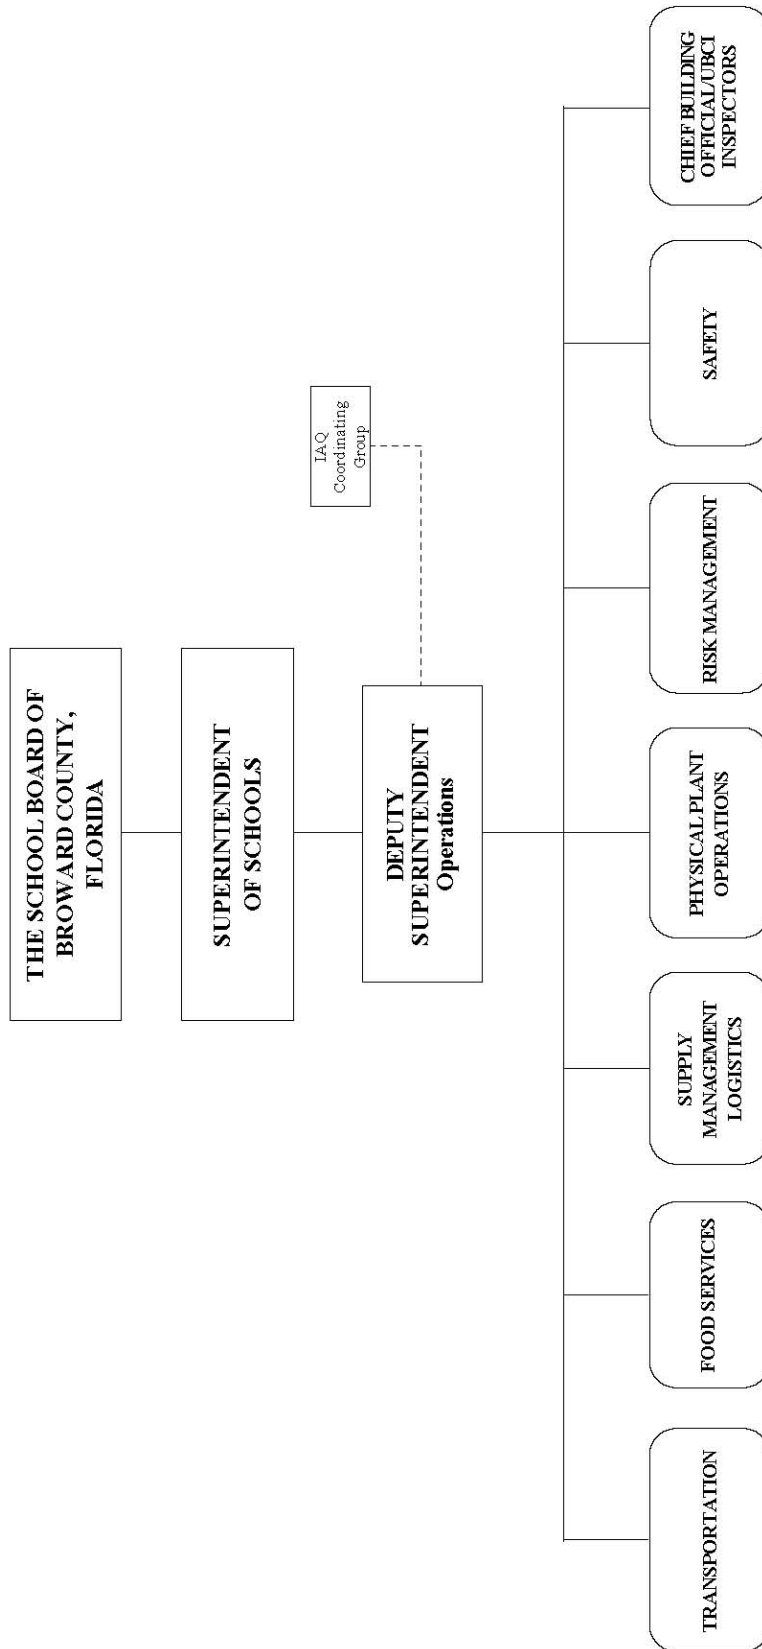 THE SCHOOL BOARD OF
BROWARD COUNTY,
FLORIDA
SUPERINTENDENT
OF SCHOOLS
IAQ
Coordinating
Group
DEPUTY
SUPERINTENDENT
Operations
TRANSPORTATION
FOOD SERVICES
SUPPLY
MANAGEMENT
LOGISTICS
PHYSICAL PLANT
OPERATIONS
RISK MANAGEMENT
SAFETY
CHIEF BUILDING
OFFICIAL/UBCI
INSPECTORS